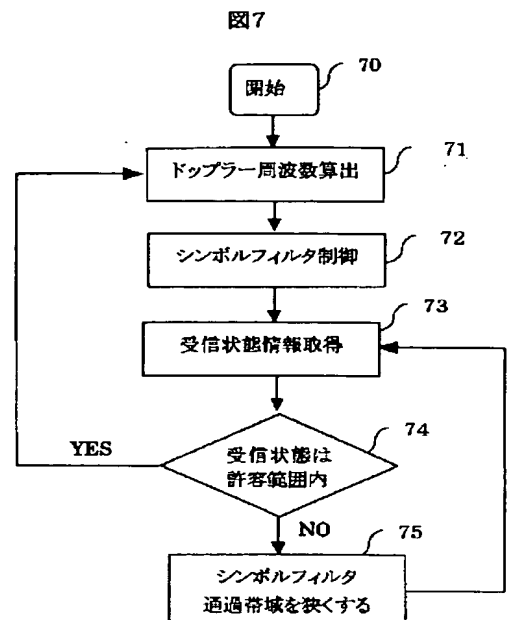 図7
70
開始
71
ドップラー周波数算出
72
シンボルフィルタ制御
73
受信状態情報取得
74
YES
受信状態は
許容範囲内
NO
75
シンボルフィルタ
通過帯域を狭くする